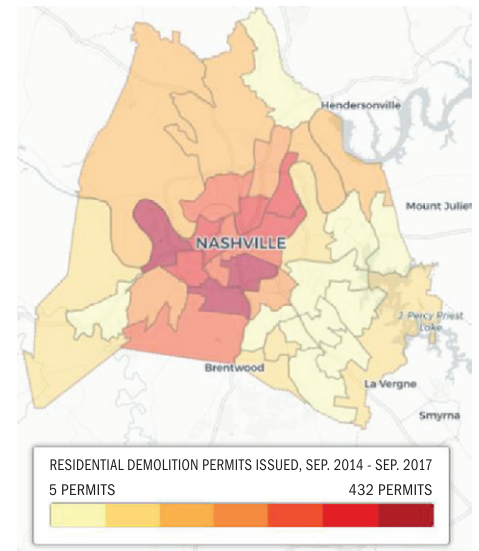 Hendersonville
Mount Juliet
NASHVILLE
J. Percy Priest
Lake
Brentwood
La Vergne
Smyrna
RESIDENTIAL DEMOLITION PERMITS ISSUED, SEP. 2014 - SEP. 2017
5 PERMITS 432 PERMITS